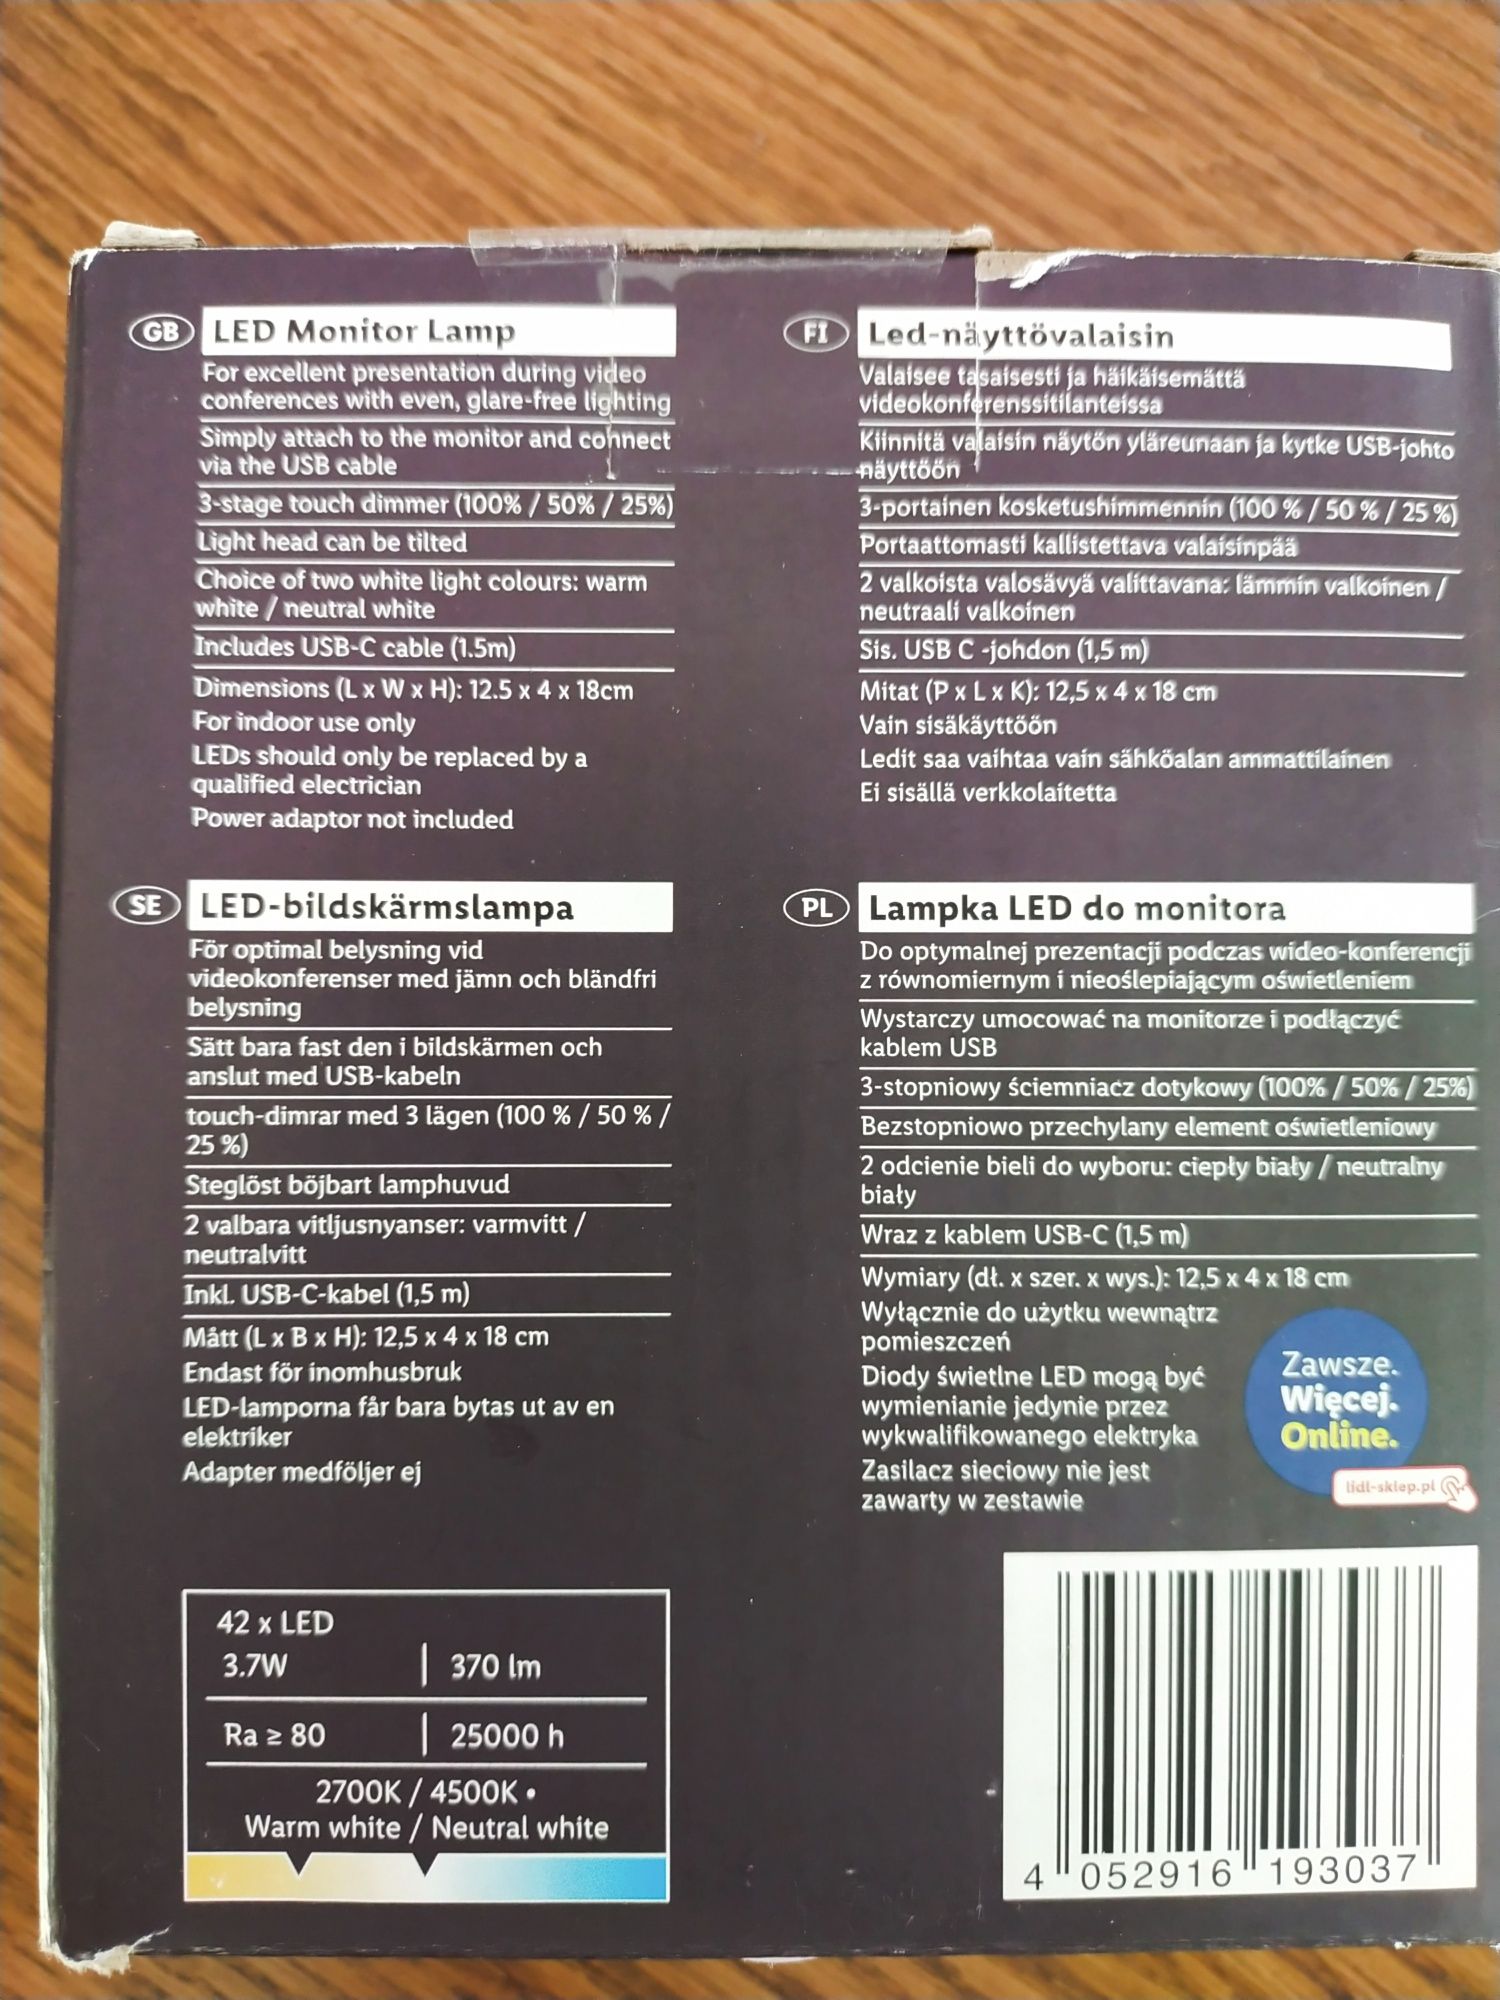 GB LED Monitor Lamp
For excellent presentation during video
conferences with even, glare-free lighting
Simply attach to the monitor and connect
via the USB cable
3-stage touch dimmer (100% / 50% / 25%)
Light head can be tilted
Choice of two white light colours: warm
white / neutral white
Includes USB-C cable (1.5m)
Dimensions (L x W x H): 12.5 x 4 x 18cm
For indoor use only
LEDs should only be replaced by a
qualified electrician
Power adaptor not included
FI Led-näyttövalaisin
Valaisee tasaisesti ja häikäisemättä
videokonferenssitilanteissa
Kiinnitä valaisin näytön yläreunaan ja kytke USB-johto
näyttöön
3-portainen kosketushimmennin (100 % / 50 % / 25 %)
Portaattomasti kallistettava valaisinpää
2 valkoista valosävyä valittavana: lämmin valkoinen /
neutraali valkoinen
Sis. USB C -johdon (1,5 m)
Mitat (P x L x K): 12,5 x 4 x 18 cm
Vain sisäkäyttöön
Ledit saa vaihtaa vain sähköalan ammattilainen
Ei sisällä verkkolaitetta
SE LED-bildskärmslampa
För optimal belysning vid
videokonferenser med jämn och bländfri
belysning
Sätt bara fast den i bildskärmen och
anslut med USB-kabeln
touch-dimrar med 3 lägen (100 % / 50 % /
25 %)
Steglöst böjbart lamphuvud
2 valbara vitljusnyanser: varmvitt /
neutralvitt
Inkl. USB-C-kabel (1,5 m)
Mått (L x B x H): 12,5 x 4 x 18 cm
Endast för inomhusbruk
LED-lamporna får bara bytas ut av en
elektriker
Adapter medföljer ej
PL Lampka LED do monitora
Do optymalnej prezentacji podczas wideo-konferencji
z równomiernym i nieoślepiającym oświetleniem
Wystarczy umocować na monitorze i podłączyć
kablem USB
3-stopniowy ściemniacz dotykowy (100% / 50% / 25%)
Bezstopniowo przechylany element oświetleniowy
2 odcienie bieli do wyboru: ciepły biały / neutralny
biały
Wraz z kablem USB-C (1,5 m)
Wymiary (dł. x szer. x wys.): 12,5 x 4 x 18 cm
Wyłącznie do użytku wewnątrz
pomieszczeń
Diody świetlne LED mogą być
wymienianie jedynie przez
wykwalifikowanego elektryka
Zasilacz sieciowy nie jest
zawarty w zestawie
Zawsze.
Więcej.
Online.
lidl-sklep.pl
42 x LED
3.7W | 370 lm
Ra ≥ 80 | 25000 h
2700K / 4500K •
Warm white / Neutral white
4 052916 193037